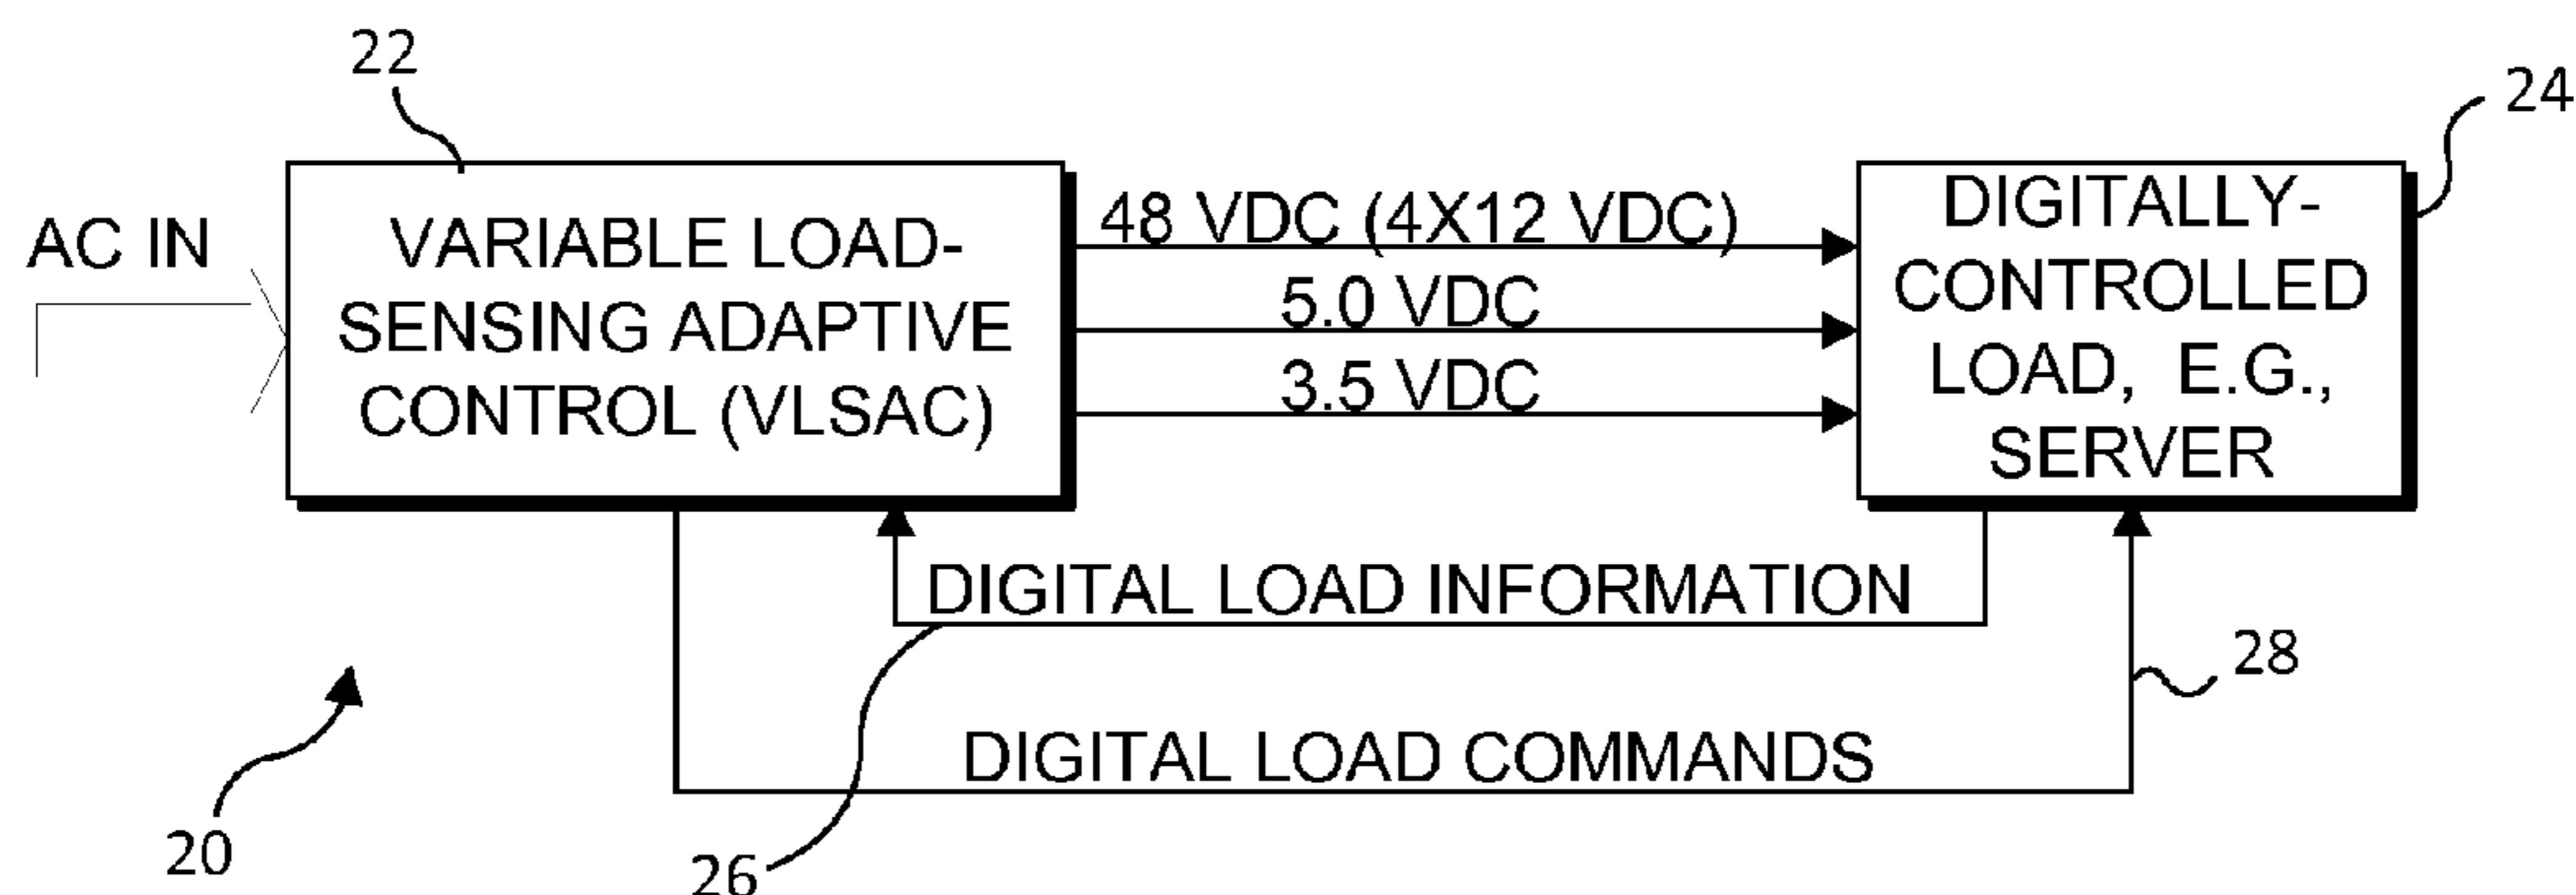 22
24
AC IN
VARIABLE LOAD-
SENSING ADAPTIVE
CONTROL (VLSAC)
48 VDC (4X12 VDC)
5.0 VDC
3.5 VDC
DIGITALLY-
CONTROLLED
LOAD, E.G.,
SERVER
DIGITAL LOAD INFORMATION
28
DIGITAL LOAD COMMANDS
20
26